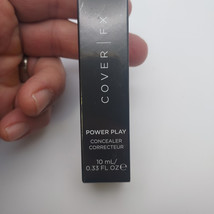 COVER | FX
POWER PLAY
CONCEALER
CORRECTEUR
10 mL/
0.33 FL OZ ℮